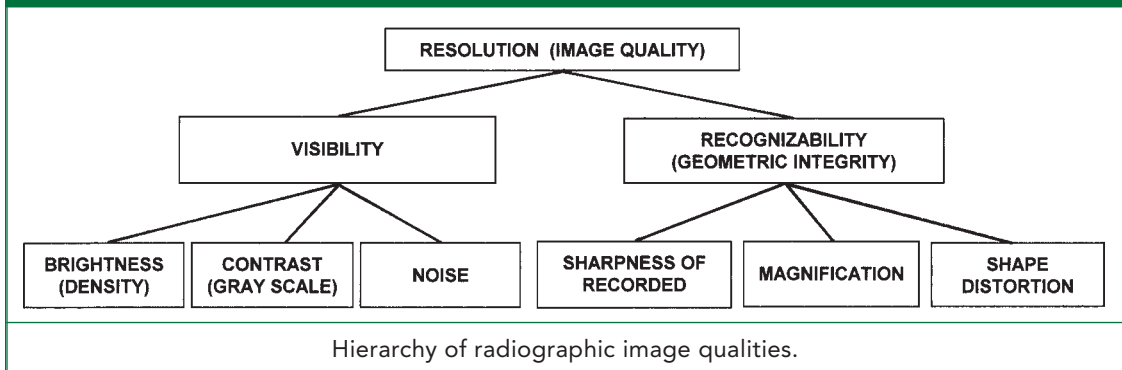 RESOLUTION (IMAGE QUALITY)
VISIBILITY
RECOGNIZABILITY
(GEOMETRIC INTEGRITY)
BRIGHTNESS
(DENSITY)
CONTRAST
(GRAY SCALE)
NOISE
SHARPNESS OF
RECORDED
MAGNIFICATION
SHAPE
DISTORTION
Hierarchy of radiographic image qualities.